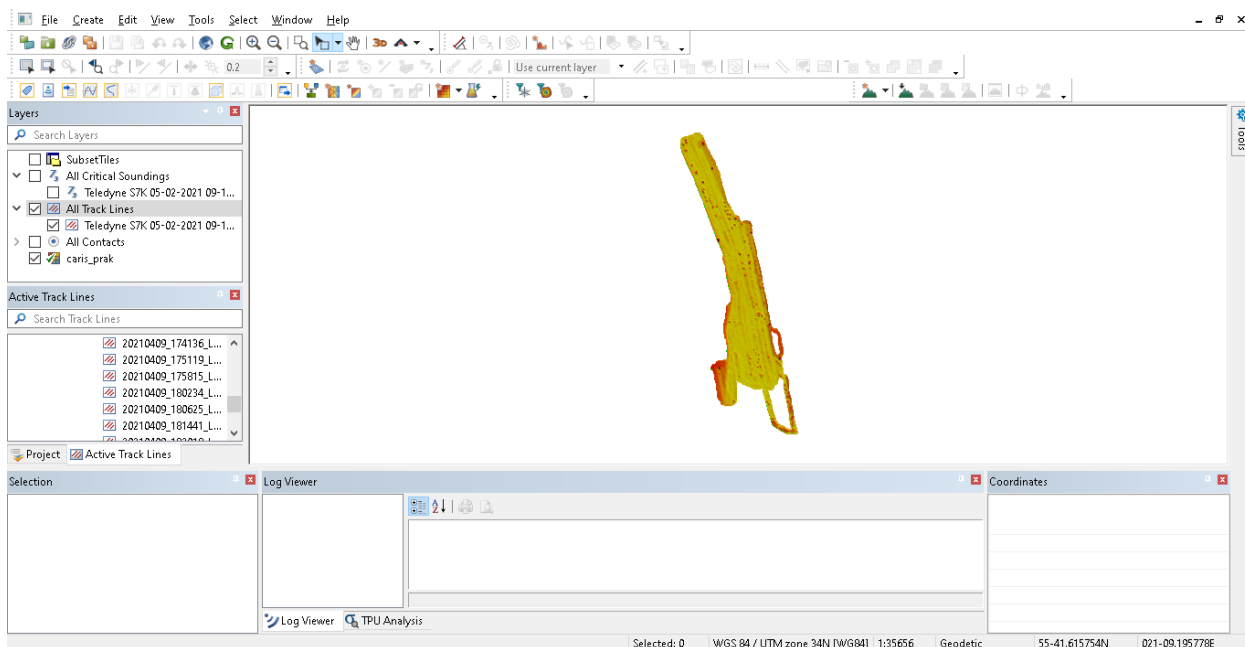 File Create Edit View Tools Select Window Help
3D
0.2 Use current layer
Layers
Search Layers
SubsetTiles
All Critical Soundings
Teledyne S7K 05-02-2021 09-1...
All Track Lines
Teledyne S7K 05-02-2021 09-1...
All Contacts
caris_prak
Active Track Lines
Search Track Lines
20210409_174136_L...
20210409_175119_L...
20210409_175815_L...
20210409_180234_L...
20210409_180625_L...
20210409_181441_L...
Project Active Track Lines
Tools
Selection
Log Viewer
Coordinates
Log Viewer TPU Analysis
Selected: 0 WGS 84 / UTM zone 34N [WG84] 1:35656 Geodetic 55-41.615754N 021-09.195778E